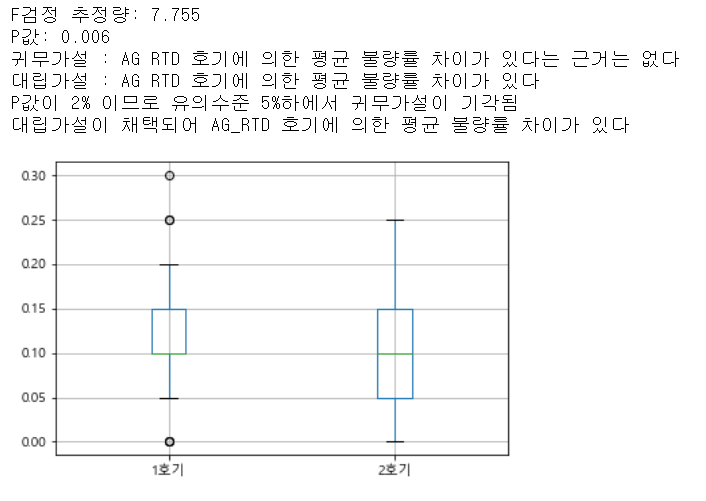 F검정 추정량: 7.755
P값: 0.006
귀무가설 : AG RTD 호기에 의한 평균 불량률 차이가 있다는 근거는 없다
대립가설 : AG RTD 호기에 의한 평균 불량률 차이가 있다
P값이 2% 이므로 유의수준 5%하에서 귀무가설이 기각됨
대립가설이 채택되어 AG_RTD 호기에 의한 평균 불량률 차이가 있다
0.30
0.25
0.20
0.15
0.10
0.05
0.00
1호기 2호기